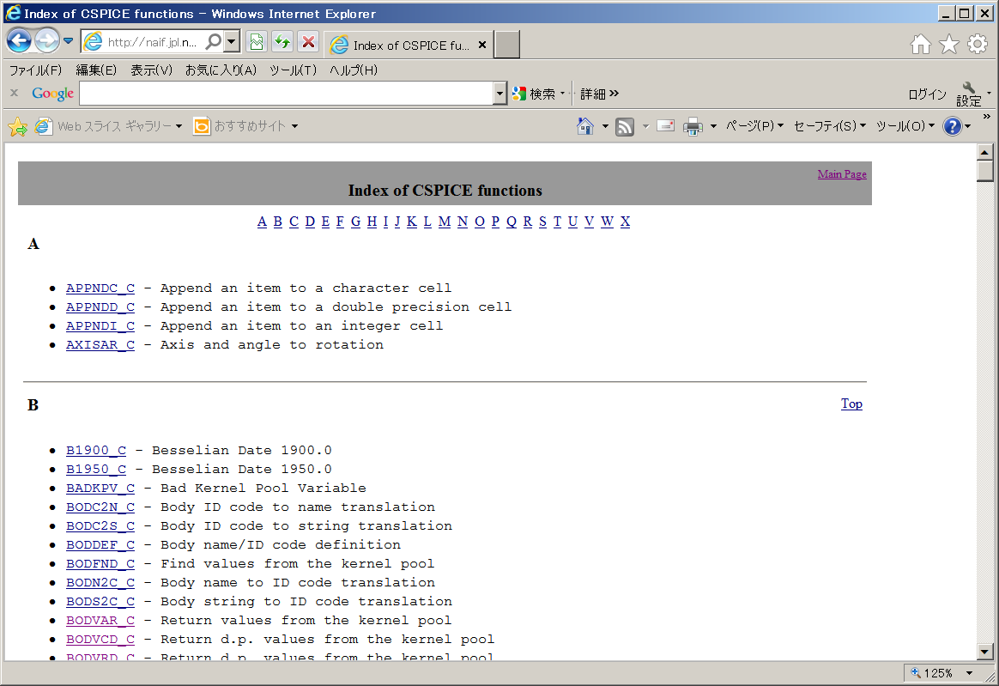 Index of CSPICE functions - Windows Internet Explorer
http://naif.jpl.n... Index of CSPICE fu...
ファイル(F) 編集(E) 表示(V) お気に入り(A) ツール(T) ヘルプ(H)
x Google 検索 詳細 » ログイン 設定
Web スライス ギャラリー おすすめサイト ページ(P) セーフティ(S) ツール(O) »
Main Page
Index of CSPICE functions
A B C D E F G H I J K L M N O P Q R S T U V W X
A
• APPNDC_C - Append an item to a character cell
• APPNDD_C - Append an item to a double precision cell
• APPNDI_C - Append an item to an integer cell
• AXISAR_C - Axis and angle to rotation
B Top
• B1900_C - Besselian Date 1900.0
• B1950_C - Besselian Date 1950.0
• BADKPV_C - Bad Kernel Pool Variable
• BODC2N_C - Body ID code to name translation
• BODC2S_C - Body ID code to string translation
• BODDEF_C - Body name/ID code definition
• BODFND_C - Find values from the kernel pool
• BODN2C_C - Body name to ID code translation
• BODS2C_C - Body string to ID code translation
• BODVAR_C - Return values from the kernel pool
• BODVCD_C - Return d.p. values from the kernel pool
• BODVRD_C - Return d.p. values from the kernel pool
125%